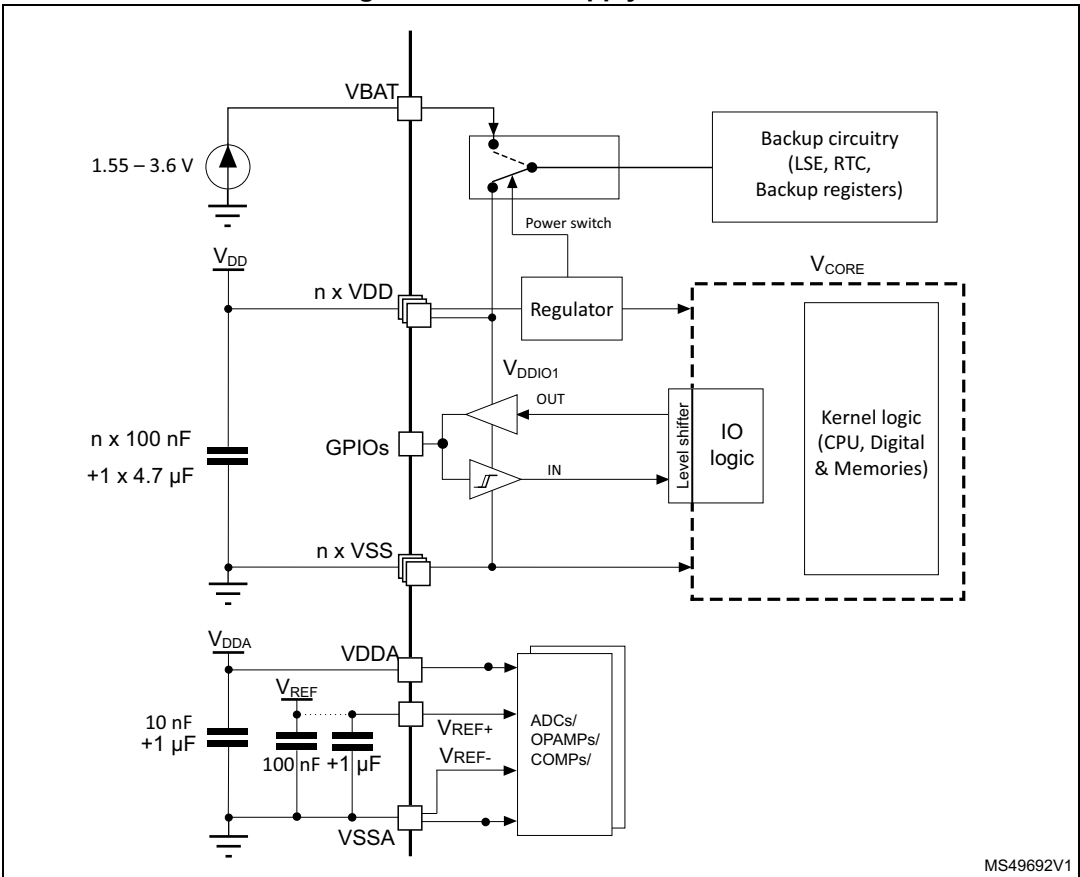 VBAT
1.55 – 3.6 V
Backup circuitry
(LSE, RTC,
Backup registers)
Power switch
VDD
n x VDD
Regulator
VCORE
VDDIO1
OUT
n x 100 nF
+1 x 4.7 µF
GPIOs
IN
Level shifter
IO
logic
Kernel logic
(CPU, Digital
& Memories)
n x VSS
VDDA
VDDA
VREF
10 nF
+1 µF
100 nF
+1 µF
VREF+
VREF-
ADCs/
OPAMPs/
COMPs/
VSSA
MS49692V1